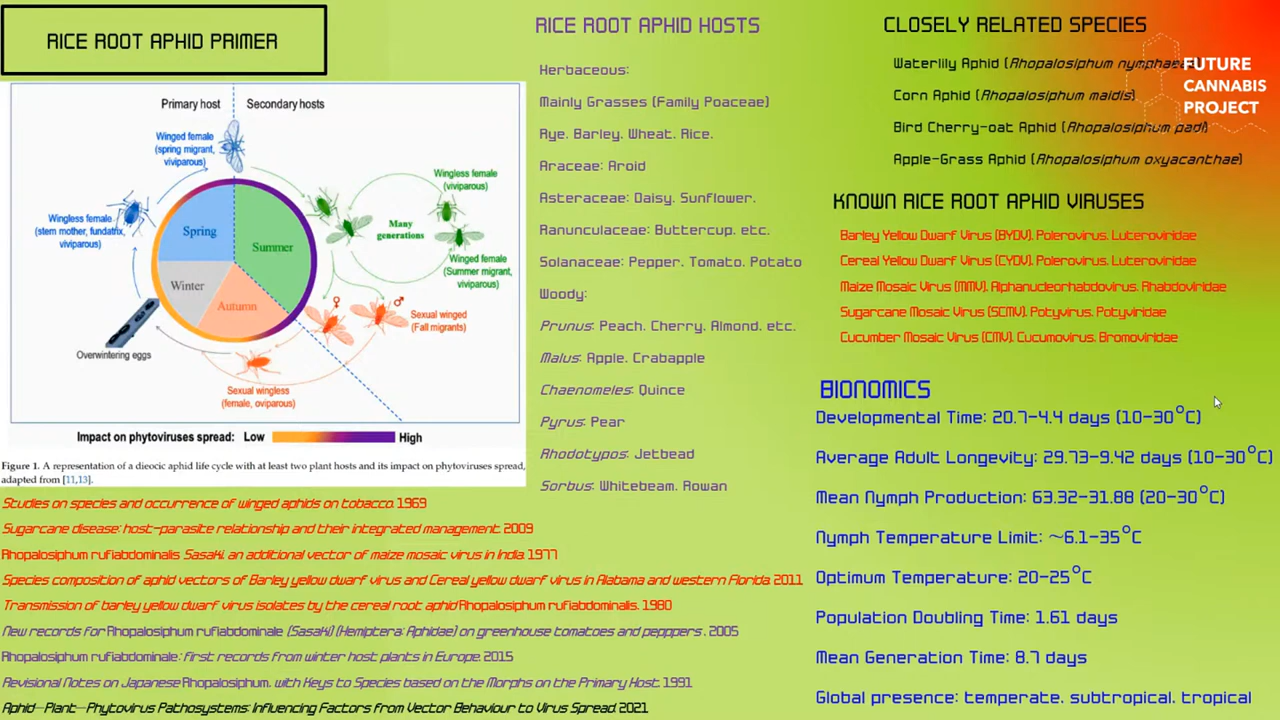 RICE ROOT APHID PRIMER
Primary host
Secondary hosts
Winged female
(spring migrant,
viviparous)
Wingless female
(stem mother, fundatrix,
viviparous)
Wingless female
(viviparous)
Many
generations
Winged female
(Summer migrant,
viviparous)
Spring
Summer
Winter
Autumn
♀
♂
Sexual winged
(Fall migrants)
Overwintering eggs
Sexual wingless
(female, oviparous)
Impact on phytoviruses spread: Low High
Figure 1. A representation of a dieocic aphid life cycle with at least two plant hosts and its impact on phytoviruses spread,
adapted from [11,13].
Studies on species and occurrence of winged aphids on tobacco. 1969
Sugarcane disease: host-parasite relationship and their integrated management. 2009
Rhopalosiphum rufiabdominalis Sasaki, an additional vector of maize mosaic virus in India. 1977
Species composition of aphid vectors of Barley yellow dwarf virus and Cereal yellow dwarf virus in Alabama and western Florida. 2011
Transmission of barley yellow dwarf virus isolates by the cereal root aphid Rhopalosiphum rufiabdominalis. 1980
New records for Rhopalosiphum rufiabdominale (Sasaki) (Hemiptera: Aphidae) on greenhouse tomatoes and pepppers . 2005
Rhopalosiphum rufiabdominale: first records from winter host plants in Europe. 2015
Revisional Notes on Japanese Rhopalosiphum, with Keys to Species based on the Morphs on the Primary Host. 1991
Aphid—Plant—Phytovirus Pathosystems: Influencing Factors from Vector Behaviour to Virus Spread. 2021
RICE ROOT APHID HOSTS
Herbaceous:
Mainly Grasses (Family Poaceae)
Rye, Barley, Wheat, Rice,
Araceae: Aroid
Asteraceae: Daisy, Sunflower,
Ranunculaceae: Buttercup, etc.
Solanaceae: Pepper, Tomato, Potato
Woody:
Prunus: Peach, Cherry, Almond, etc.
Malus: Apple, Crabapple
Chaenomeles: Quince
Pyrus: Pear
Rhodotypos: Jetbead
Sorbus: Whitebeam, Rowan
CLOSELY RELATED SPECIES
Waterlily Aphid (Rhopalosiphum nymphaeae)
Corn Aphid (Rhopalosiphum maidis)
Bird Cherry-oat Aphid (Rhopalosiphum padi)
Apple-Grass Aphid (Rhopalosiphum oxyacanthae)
FUTURE
CANNABIS
PROJECT
KNOWN RICE ROOT APHID VIRUSES
Barley Yellow Dwarf Virus (BYDV), Polerovirus, Luteroviridae
Cereal Yellow Dwarf Virus (CYDV), Polerovirus, Luteroviridae
Maize Mosaic Virus (MMV), Alphanucleorhabdovirus, Rhabdoviridae
Sugarcane Mosaic Virus (SCMV), Potyvirus, Potyviridae
Cucumber Mosaic Virus (CMV), Cucumovirus, Bromoviridae
BIONOMICS
Developmental Time: 20.7-4.4 days (10-30°C)
Average Adult Longevity: 29.73-9.42 days (10-30°C)
Mean Nymph Production: 63.32-31.88 (20-30°C)
Nymph Temperature Limit: ~6.1-35°C
Optimum Temperature: 20-25°C
Population Doubling Time: 1.61 days
Mean Generation Time: 8.7 days
Global presence: temperate, subtropical, tropical